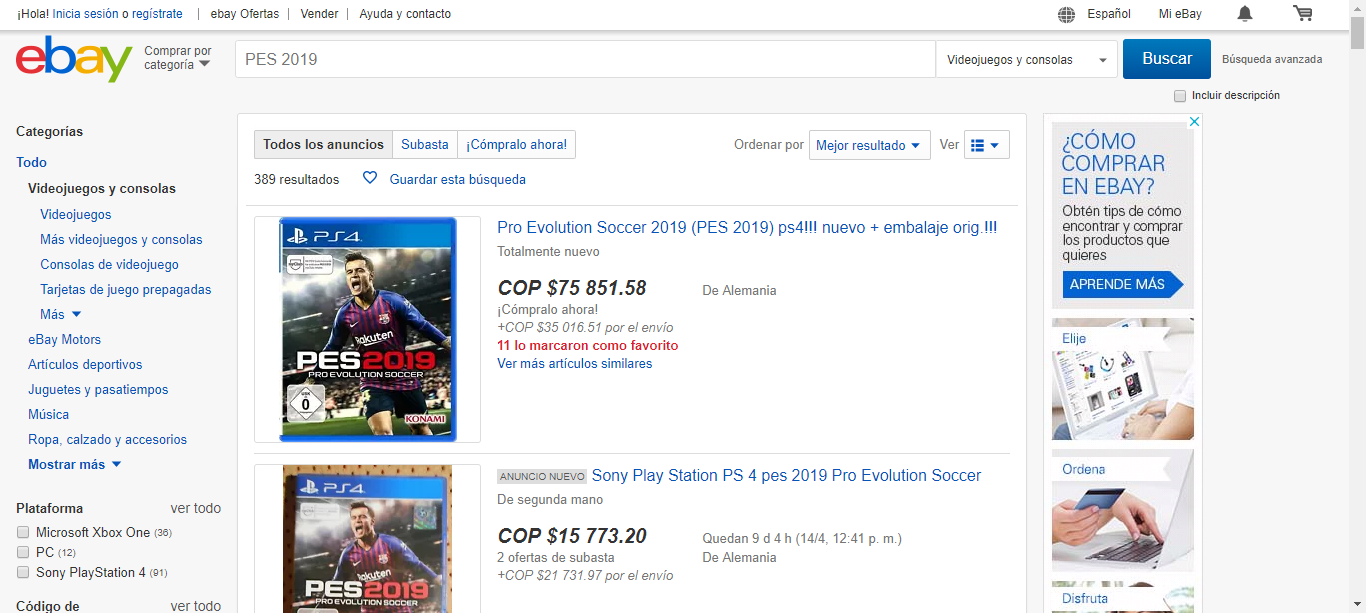 ¡Hola! Inicia sesión o regístrate | ebay Ofertas | Vender | Ayuda y contacto Español Mi eBay
ebay
Comprar por
categoría
PES 2019
Videojuegos y consolas
Buscar
Búsqueda avanzada
Incluir descripción
Categorías
Todo
Videojuegos y consolas
Videojuegos
Más videojuegos y consolas
Consolas de videojuego
Tarjetas de juego prepagadas
Más
eBay Motors
Artículos deportivos
Juguetes y pasatiempos
Música
Ropa, calzado y accesorios
Mostrar más
Plataforma ver todo
Microsoft Xbox One (36)
PC (12)
Sony PlayStation 4 (91)
Código de ver todo
Todos los anuncios Subasta ¡Cómpralo ahora!
Ordenar por Mejor resultado Ver
389 resultados Guardar esta búsqueda
PS4
Rakuten
PES2019
PRO EVOLUTION SOCCER
0
KONAMI
Pro Evolution Soccer 2019 (PES 2019) ps4!!! nuevo + embalaje orig.!!!
Totalmente nuevo
COP $75 851.58 De Alemania
¡Cómpralo ahora!
+COP $35 016.51 por el envío
11 lo marcaron como favorito
Ver más artículos similares
PS4
Rakuten
PES2019
PRO EVOLUTION SOCCER
ANUNCIO NUEVO Sony Play Station PS 4 pes 2019 Pro Evolution Soccer
De segunda mano
COP $15 773.20 Quedan 9 d 4 h (14/4, 12:41 p. m.)
2 ofertas de subasta De Alemania
+COP $21 731.97 por el envío
¿CÓMO
COMPRAR
EN EBAY?
Obtén tips de cómo
encontrar y comprar
los productos que
quieres
APRENDE MÁS
Elije
Ordena
Disfruta